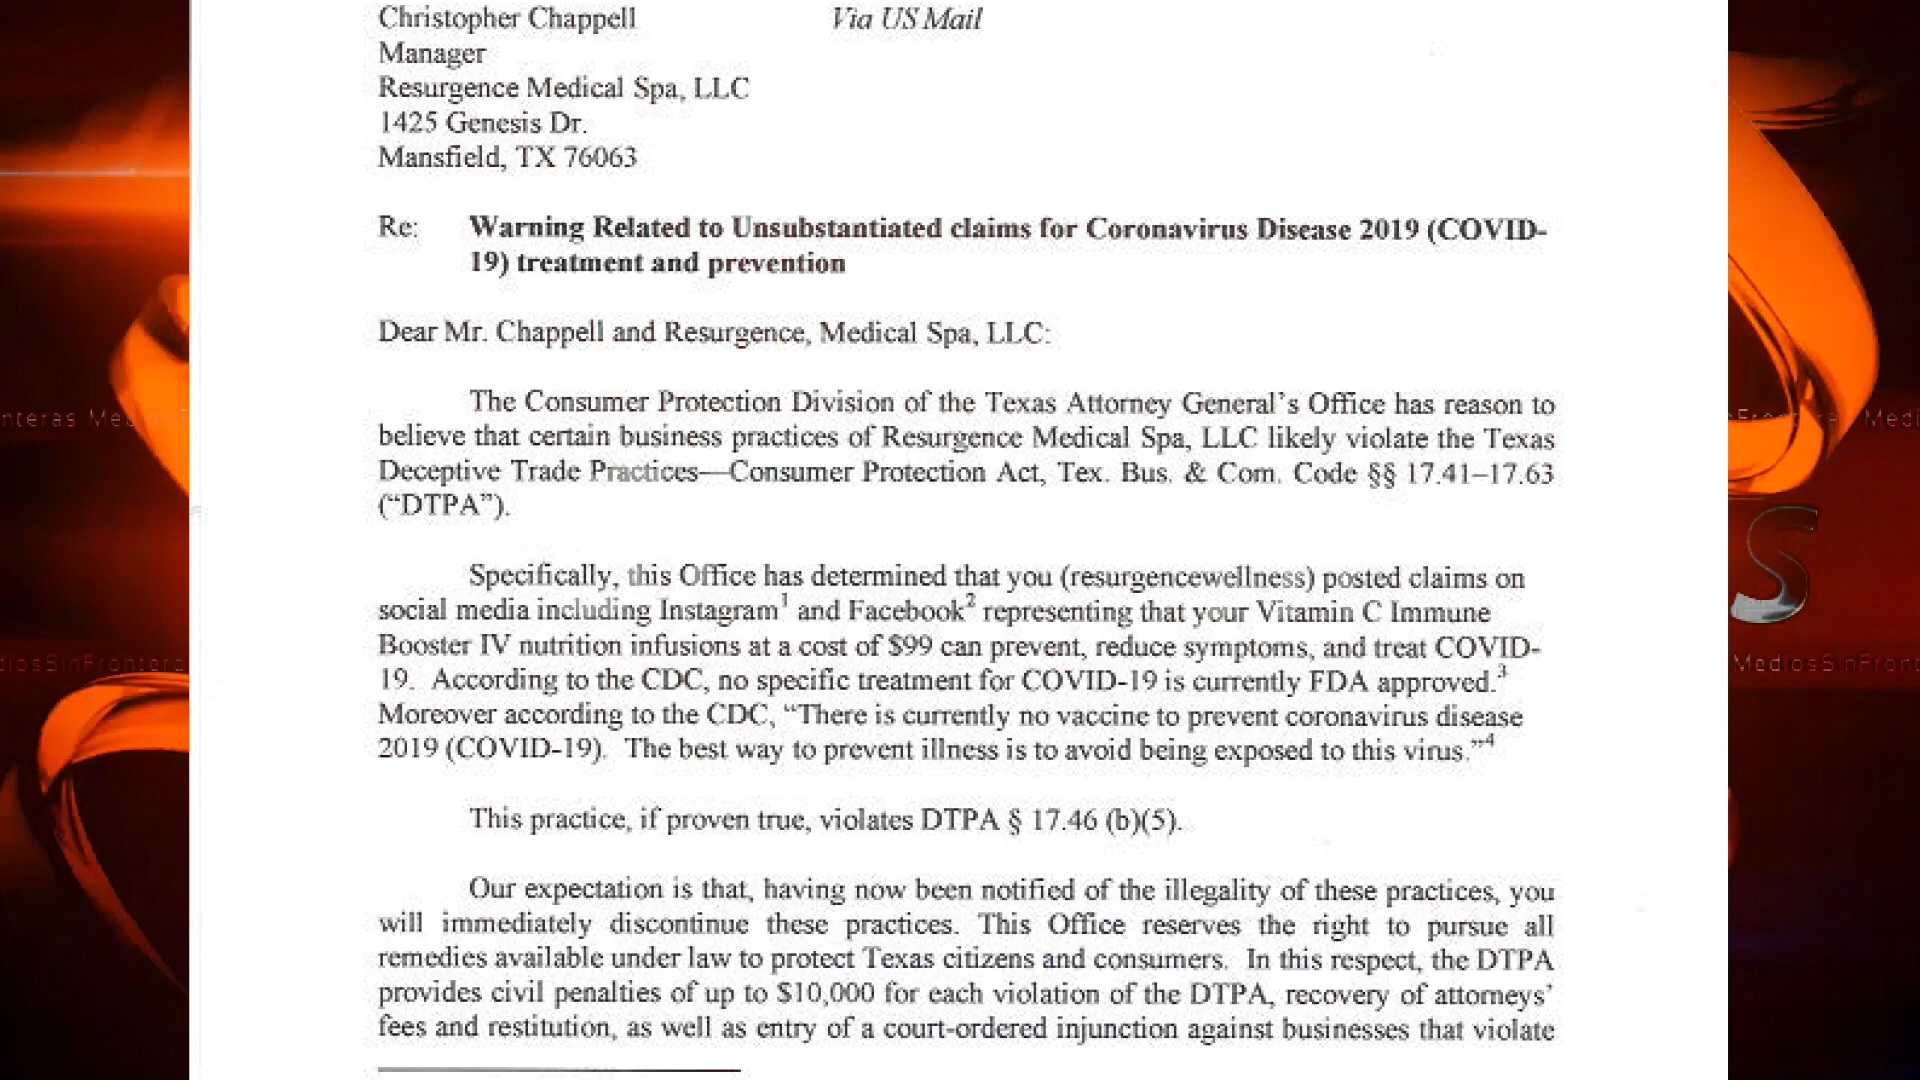 Christopher Chappell
Via US Mail
Manager
Resurgence Medical Spa, LLC
1425 Genesis Dr.
Mansfield, TX 76063
Re: Warning Related to Unsubstantiated claims for Coronavirus Disease 2019 (COVID-
19) treatment and prevention
Dear Mr. Chappell and Resurgence, Medical Spa, LLC:
The Consumer Protection Division of the Texas Attorney General's Office has reason to
believe that certain business practices of Resurgence Medical Spa, LLC likely violate the Texas
Deceptive Trade Practices—Consumer Protection Act, Tex. Bus. & Com. Code §§ 17.41–17.63
("DTPA").
Specifically, this Office has determined that you (resurgencewellness) posted claims on
social media including Instagram¹ and Facebook² representing that your Vitamin C Immune
Booster IV nutrition infusions at a cost of $99 can prevent, reduce symptoms, and treat COVID-
19. According to the CDC, no specific treatment for COVID-19 is currently FDA approved.³
Moreover according to the CDC, "There is currently no vaccine to prevent coronavirus disease
2019 (COVID-19). The best way to prevent illness is to avoid being exposed to this virus."⁴
This practice, if proven true, violates DTPA § 17.46 (b)(5).
Our expectation is that, having now been notified of the illegality of these practices, you
will immediately discontinue these practices. This Office reserves the right to pursue all
remedies available under law to protect Texas citizens and consumers. In this respect, the DTPA
provides civil penalties of up to $10,000 for each violation of the DTPA, recovery of attorneys'
fees and restitution, as well as entry of a court-ordered injunction against businesses that violate
nteras Me
Medi
S
diosSinFrontera
MediosSinFront